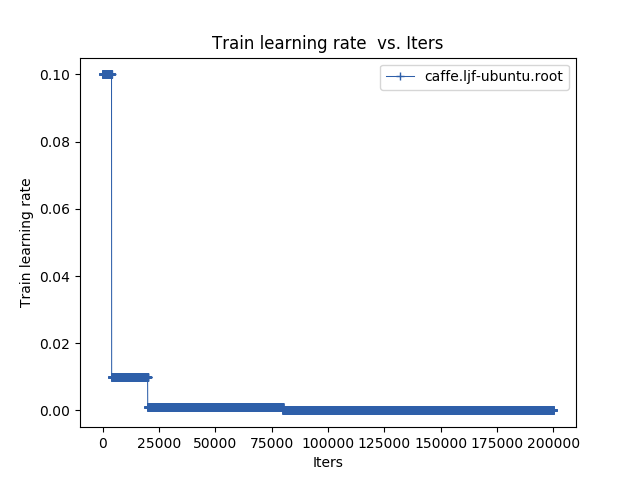 Train learning rate  vs. Iters
caffe.ljf-ubuntu.root
0.10
0.08
0.06
0.04
0.02
0.00
Train learning rate
0 25000 50000 75000 100000 125000 150000 175000 200000
Iters